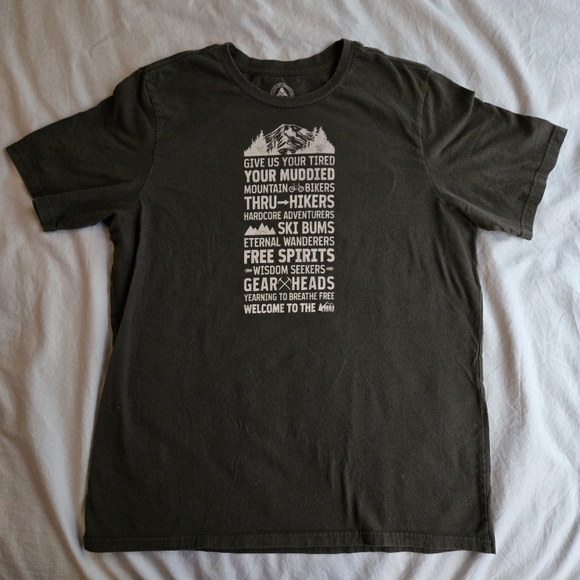 GIVE US YOUR TIRED
YOUR MUDDIED
MOUNTAIN BIKERS
THRU→HIKERS
HARDCORE ADVENTURERS
SKI BUMS
ETERNAL WANDERERS
FREE SPIRITS
WISDOM SEEKERS
GEAR HEADS
YEARNING TO BREATHE FREE
WELCOME TO THE